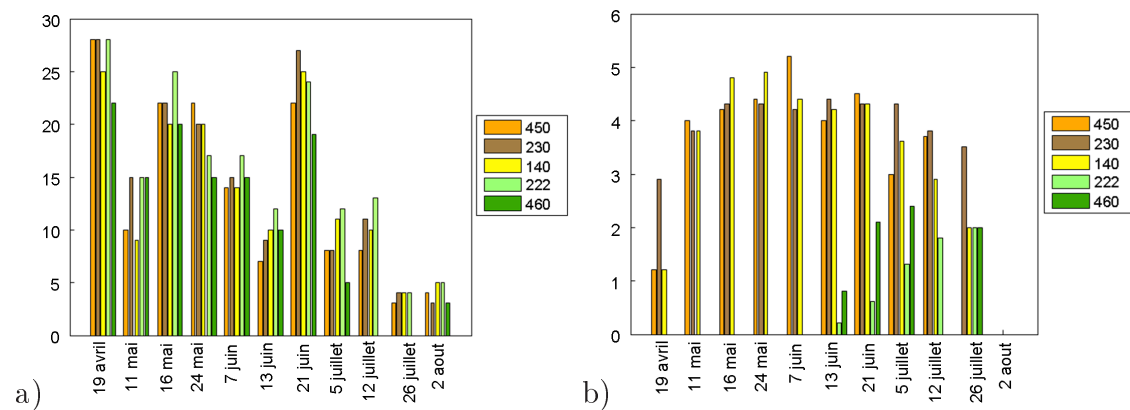 30
25
20
15
10
5
0
19 avril
11 mai
16 mai
24 mai
7 juin
13 juin
21 juin
5 juillet
12 juillet
26 juillet
2 aout
450
230
140
222
460
a)
6
5
4
3
2
1
0
19 avril
11 mai
16 mai
24 mai
7 juin
13 juin
21 juin
5 juillet
12 juillet
26 juillet
2 aout
450
230
140
222
460
b)